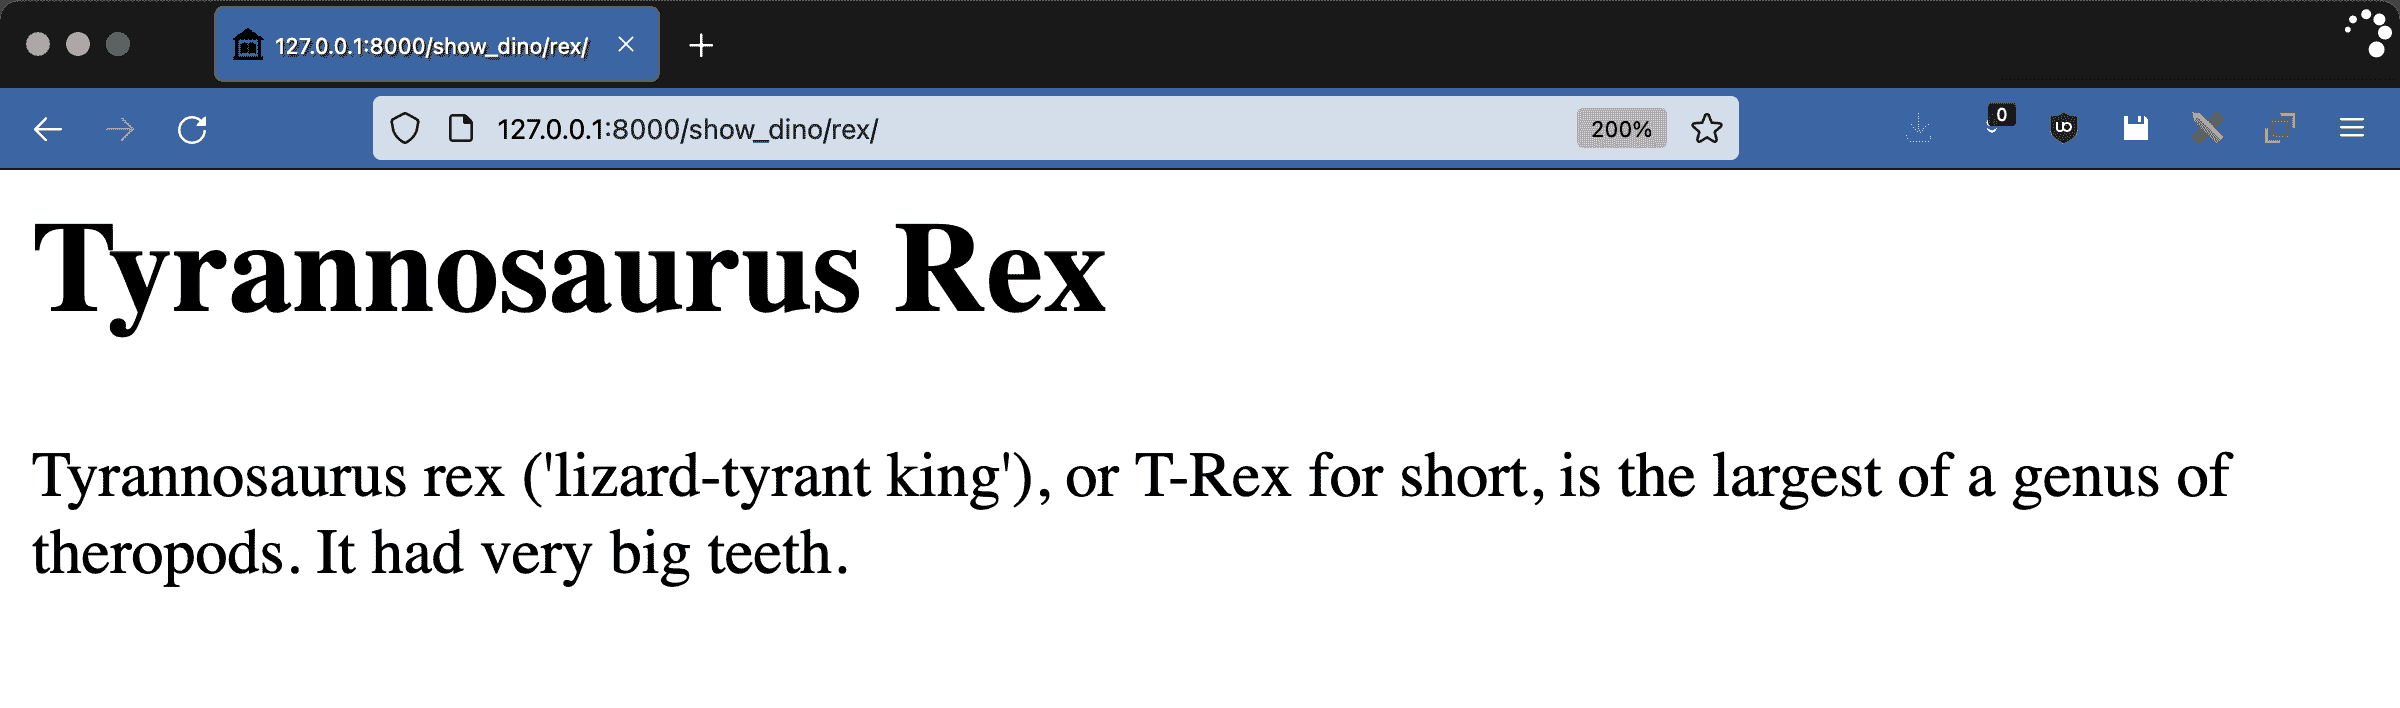 127.0.0.1:8000/show_dino/rex/
127.0.0.1:8000/show_dino/rex/ 200% 0 UO
Tyrannosaurus Rex
Tyrannosaurus rex ('lizard-tyrant king'), or T-Rex for short, is the largest of a genus of
theropods. It had very big teeth.